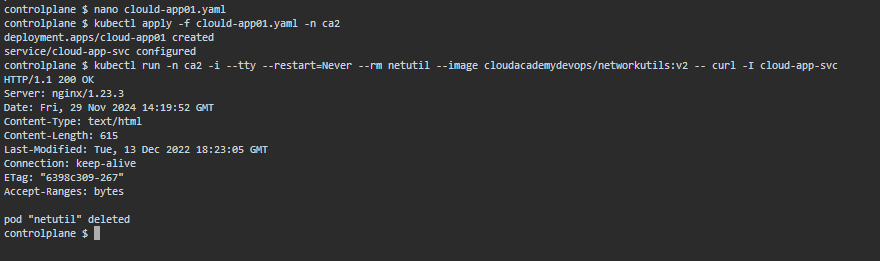 controlplane $ nano clould-app01.yaml
controlplane $ kubectl apply -f clould-app01.yaml -n ca2
deployment.apps/cloud-app01 created
service/cloud-app-svc configured
controlplane $ kubectl run -n ca2 -i --tty --restart=Never --rm netutil --image cloudacademydevops/networkutils:v2 -- curl -I cloud-app-svc
HTTP/1.1 200 OK
Server: nginx/1.23.3
Date: Fri, 29 Nov 2024 14:19:52 GMT
Content-Type: text/html
Content-Length: 615
Last-Modified: Tue, 13 Dec 2022 18:23:05 GMT
Connection: keep-alive
ETag: "6398c309-267"
Accept-Ranges: bytes
pod "netutil" deleted
controlplane $